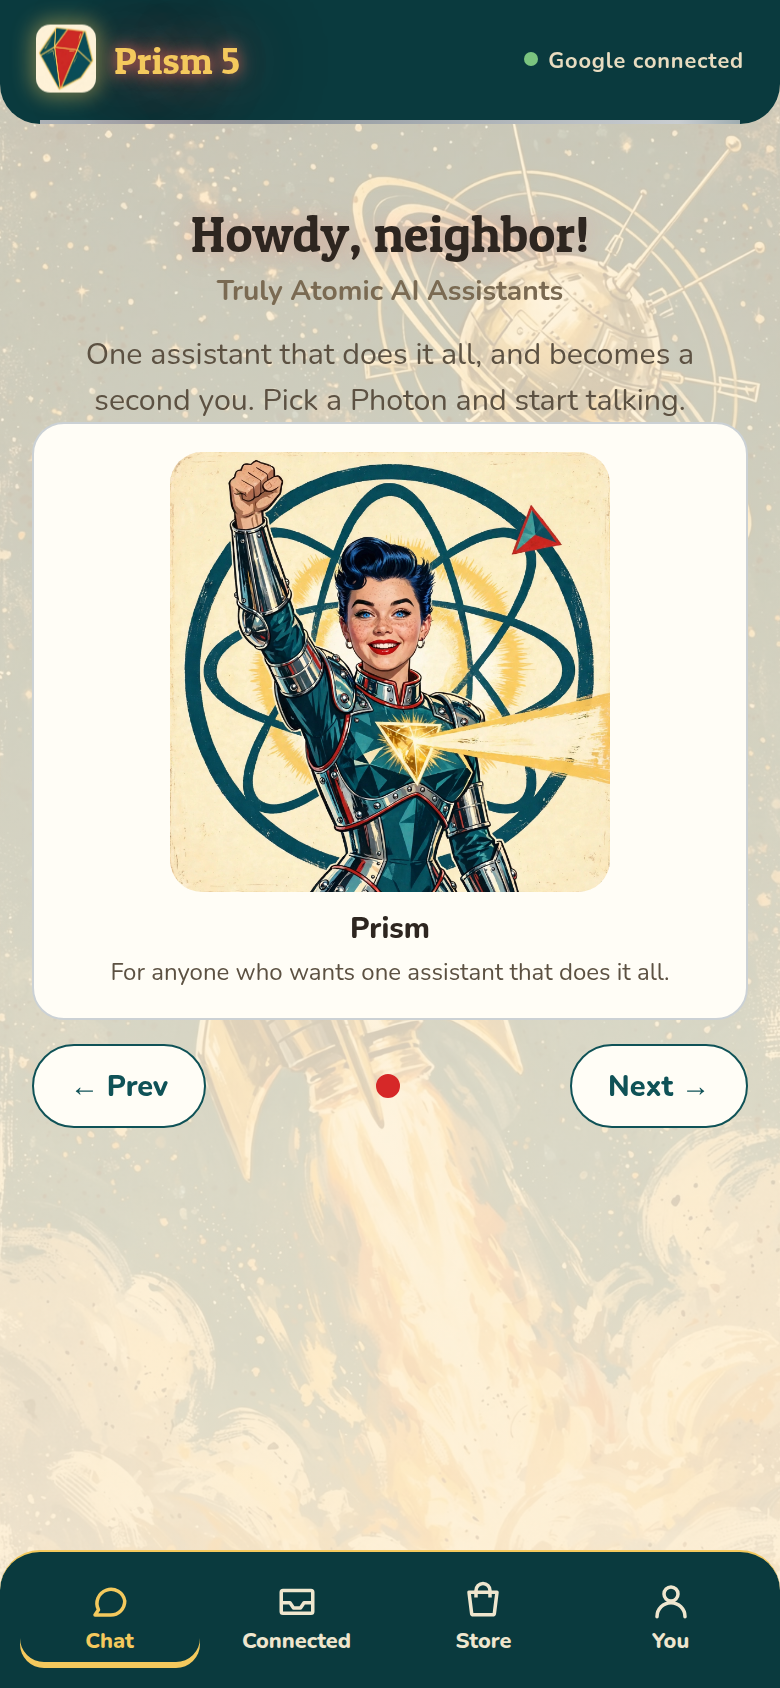 Prism 5
Google connected
Howdy, neighbor!
Truly Atomic AI Assistants
One assistant that does it all, and becomes a
second you. Pick a Photon and start talking.
Prism
For anyone who wants one assistant that does it all.
← Prev
Next →
Chat
Connected
Store
You